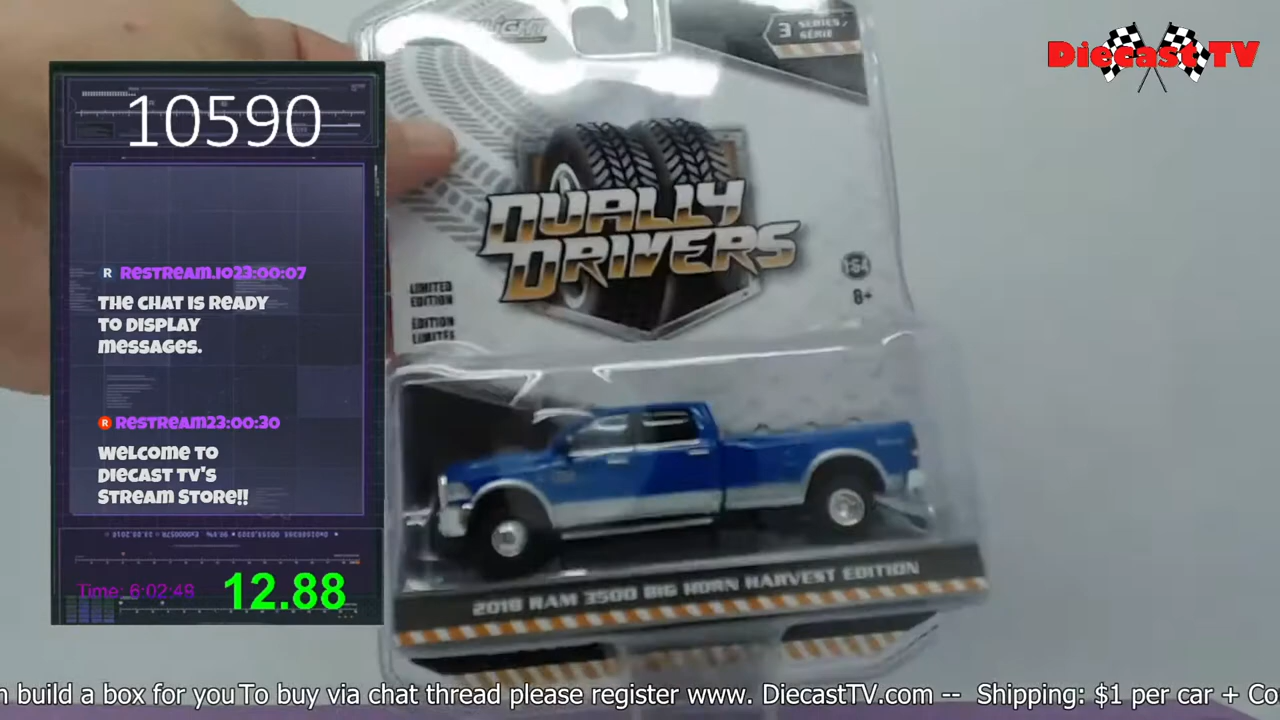 10590
R Restream.io 23:00:07
THE CHAT IS READY
TO DISPLAY
MESSAGES.
R Restream 23:00:30
WELCOME TO
DIECAST TV'S
STREAM STORE!!
Time: 6:02:48
12.88
3 SERIES /
SÉRIE
Diecast TV
DUALLY
DRIVERS
LIMITED
EDITION
ÉDITION
LIMITÉE
1:64
8+
2018 RAM 3500 BIG HORN HARVEST EDITION
n build a box for you To buy via chat thread please register www. DiecastTV.com -- Shipping: $1 per car + Co